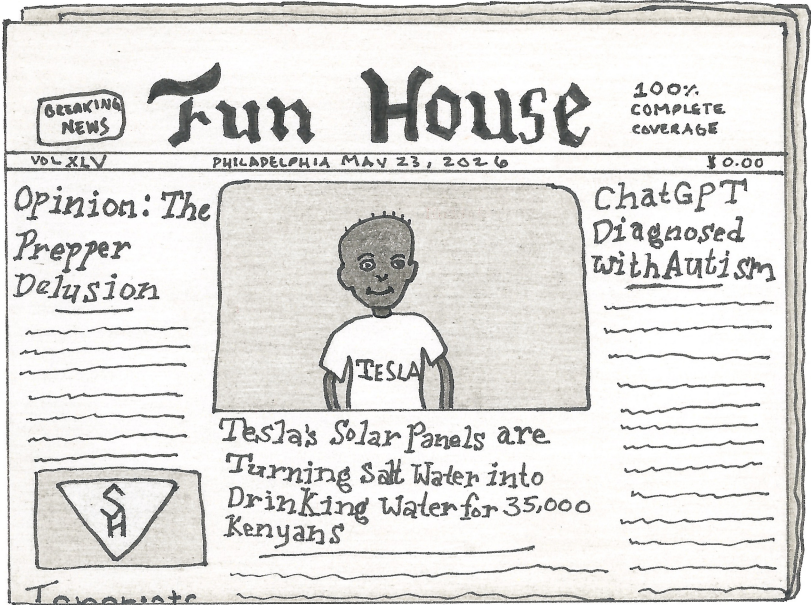 BREAKING
NEWS
Fun House
100%
COMPLETE
COVERAGE
VOL XLV
PHILADELPHIA MAY 23, 2026
$0.00
Opinion: The
Prepper
Delusion
TESLA
Tesla's Solar Panels are
Turning Salt Water into
Drinking Water for 35,000
Kenyans
ChatGPT
Diagnosed
with Autism
SH